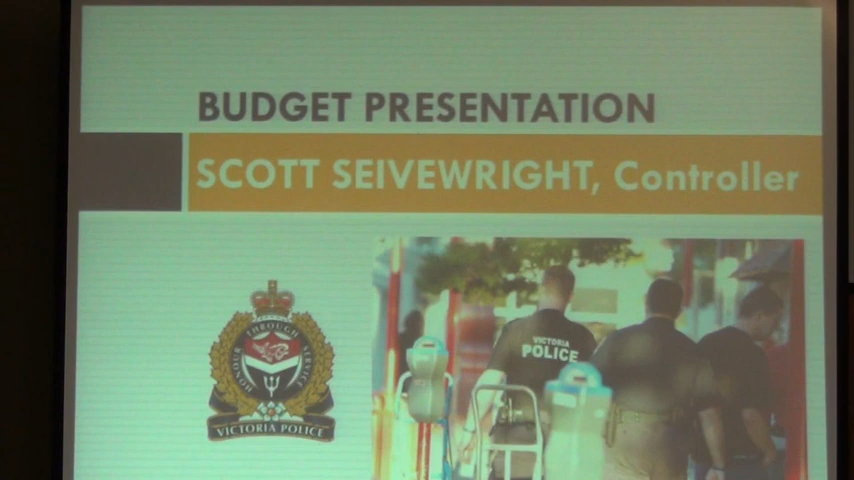 BUDGET PRESENTATION
SCOTT SEIVEWRIGHT, Controller
HONOUR THROUGH SERVICE
VICTORIA POLICE
VICTORIA
POLICE